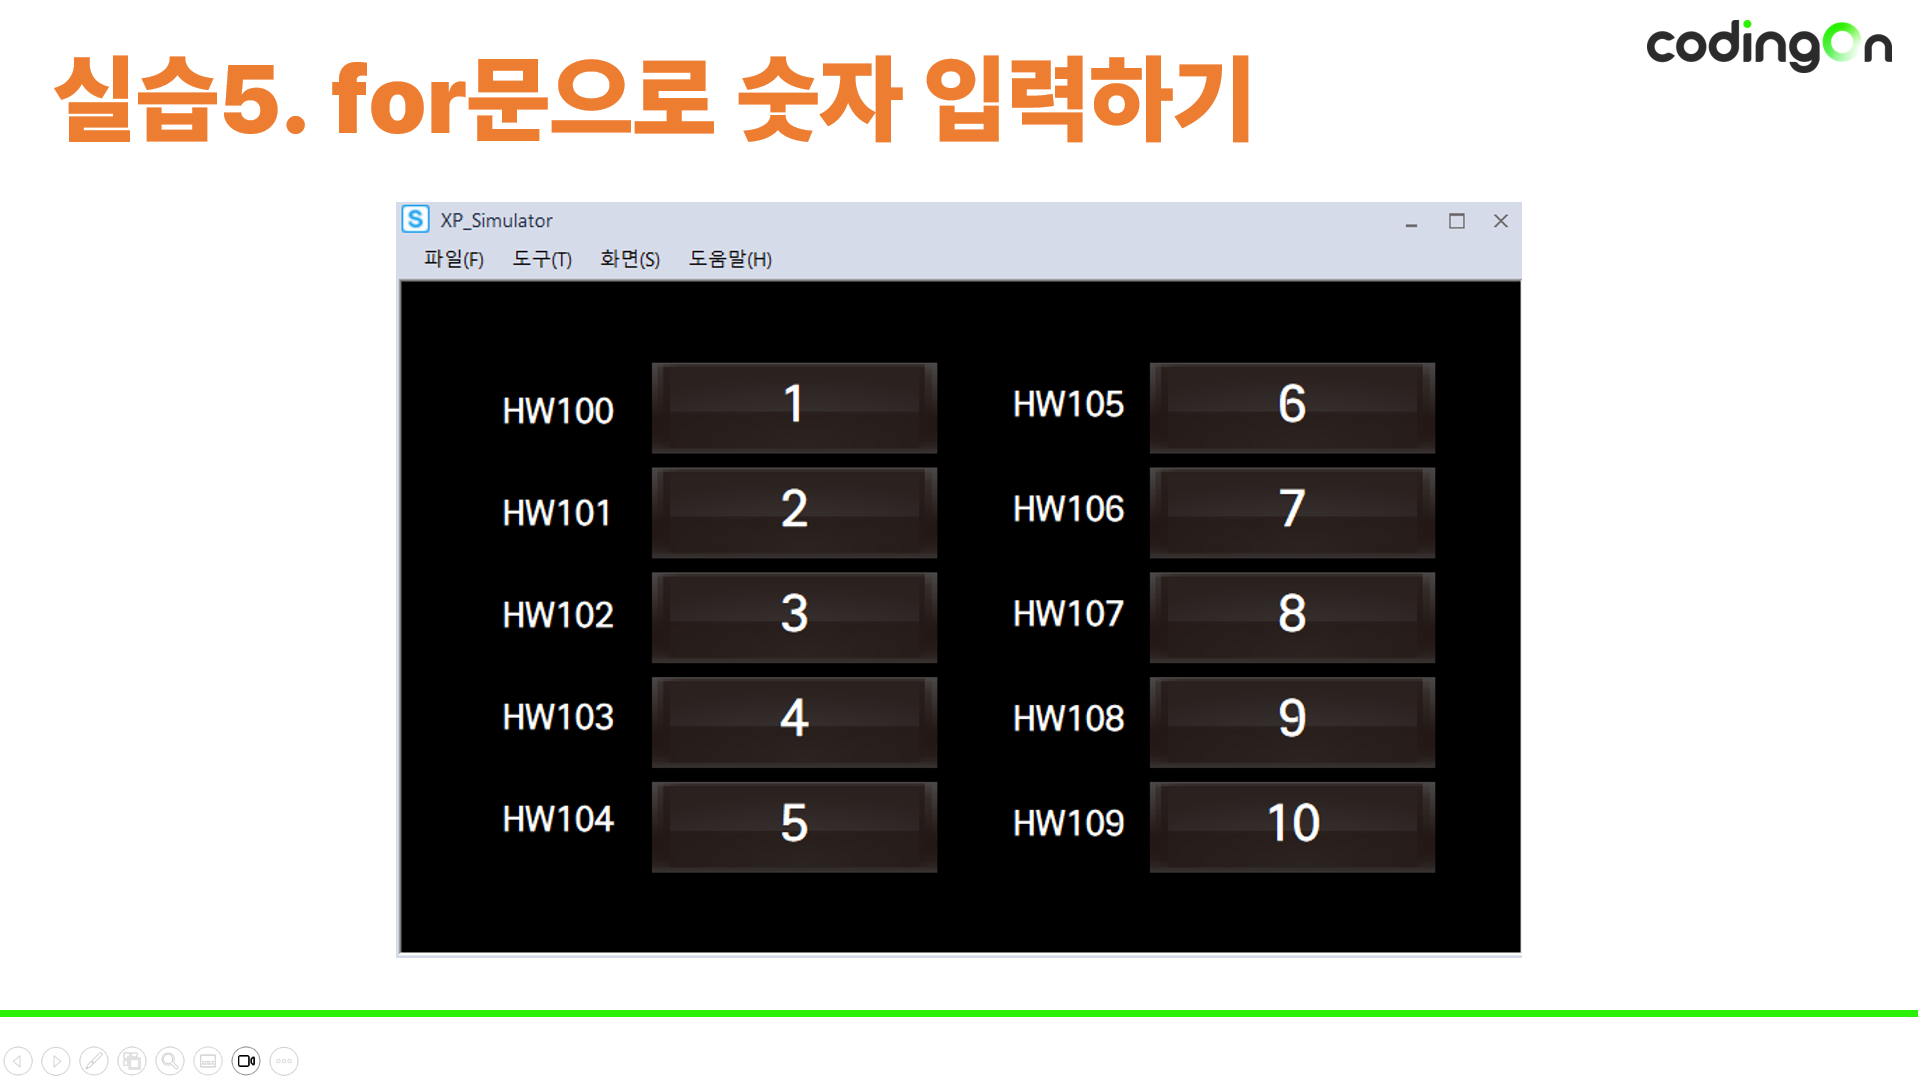 codingOn
실습5. for문으로 숫자 입력하기
S XP_Simulator
파일(F) 도구(T) 화면(S) 도움말(H)
HW100 1
HW101 2
HW102 3
HW103 4
HW104 5
HW105 6
HW106 7
HW107 8
HW108 9
HW109 10